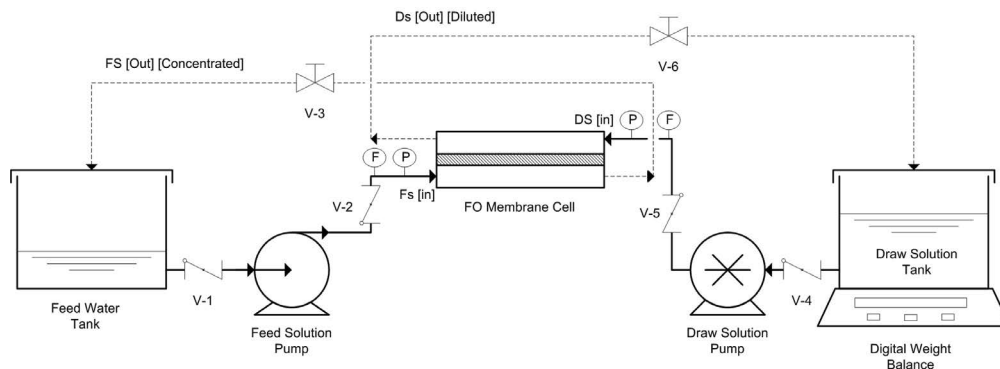 Ds [Out] [Diluted]
V-6
FS [Out] [Concentrated]
V-3
DS [in]
P
F
F
P
Fs [in]
V-2
FO Membrane Cell
V-5
Draw Solution
Tank
V-1
V-4
Feed Water
Tank
Feed Solution
Pump
Draw Solution
Pump
Digital Weight
Balance